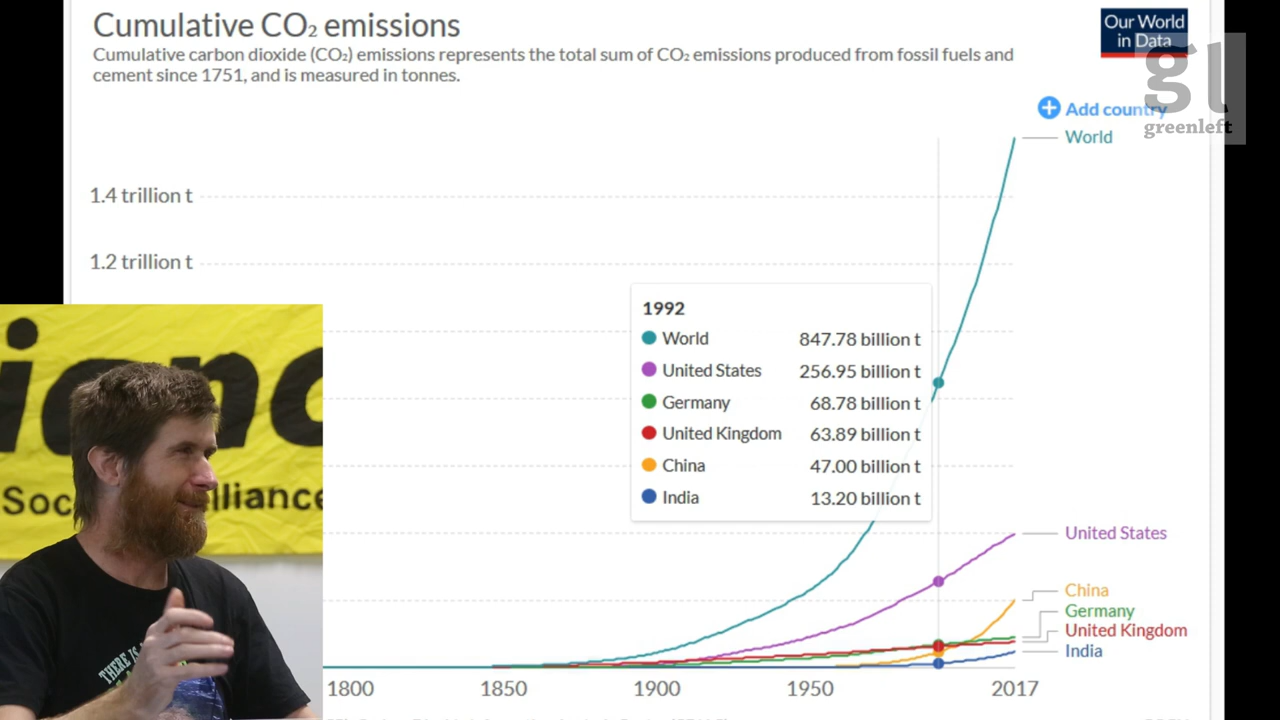 Cumulative CO₂ emissions
Cumulative carbon dioxide (CO₂) emissions represents the total sum of CO₂ emissions produced from fossil fuels and
cement since 1751, and is measured in tonnes.
Our World
in Data
gl
greenleft
Add country
World
1.4 trillion t
1.2 trillion t
1992
World 847.78 billion t
United States 256.95 billion t
Germany 68.78 billion t
United Kingdom 63.89 billion t
China 47.00 billion t
India 13.20 billion t
United States
China
Germany
United Kingdom
India
1800 1850 1900 1950 2017
THERE IS